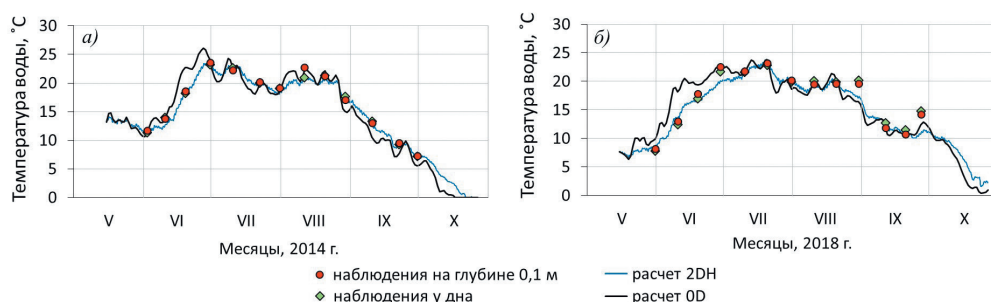 а)
Температура воды, ˚C
30
25
20
15
10
5
0
V VI VII VIII IX X
Месяцы, 2014 г.
б)
Температура воды, ˚C
30
25
20
15
10
5
0
V VI VII VIII IX X
Месяцы, 2018 г.
наблюдения на глубине 0,1 м
наблюдения у дна
расчет 2DH
расчет 0D